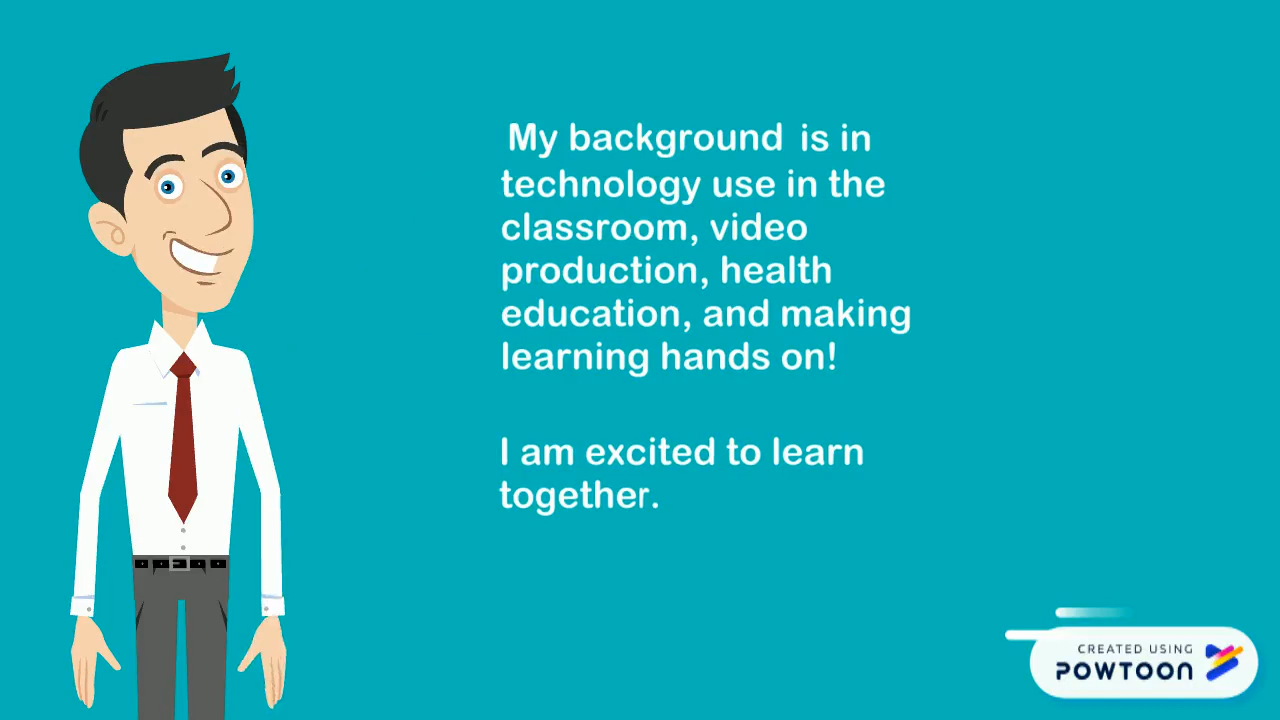 My background is in
technology use in the
classroom, video
production, health
education, and making
learning hands on!
I am excited to learn
together.
CREATED USING
POWTOON